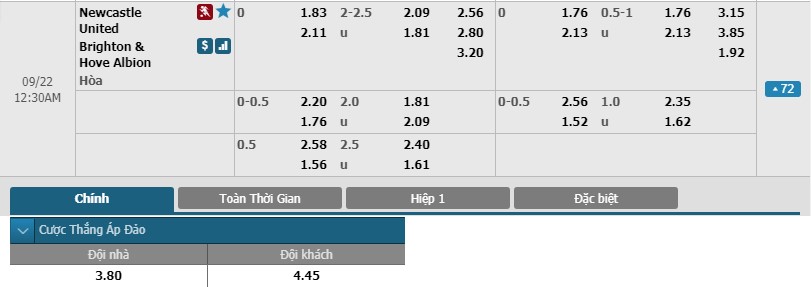 Newcastle 0 1.83 2-2.5 2.09 2.56 0 1.76 0.5-1 1.76 3.15
United 2.11 u 1.81 2.80 2.13 u 2.13 3.85
Brighton & $ 3.20 1.92
Hove Albion
Hòa
09/22
12:30AM
72
0-0.5 2.20 2.0 1.81 0-0.5 2.56 1.0 2.35
1.76 u 2.09 1.52 u 1.62
0.5 2.58 2.5 2.40
1.56 u 1.61
Chính Toàn Thời Gian Hiệp 1 Đặc biệt
Cược Thắng Áp Đảo
Đội nhà Đội khách
3.80 4.45